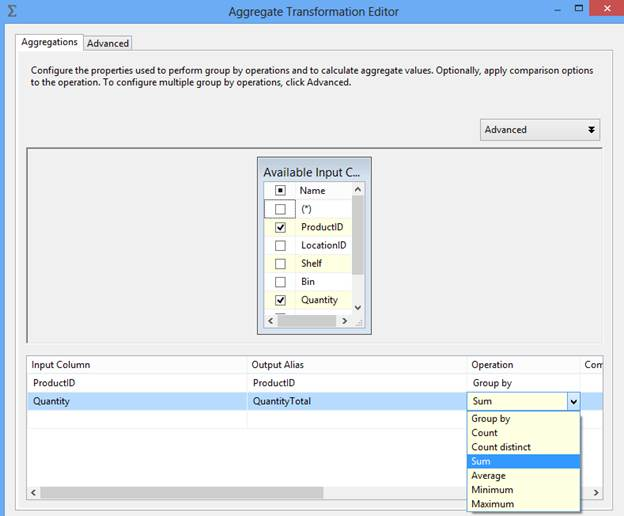 Aggregate Transformation Editor
Aggregations Advanced
Configure the properties used to perform group by operations and to calculate aggregate values. Optionally, apply comparison options
to the operation. To configure multiple group by operations, click Advanced.
Advanced
Available Input C...
Name
(*)
ProductID
LocationID
Shelf
Bin
Quantity
Input Column Output Alias Operation Com
ProductID ProductID Group by
Quantity QuantityTotal Sum
Group by
Count
Count distinct
Sum
Average
Minimum
Maximum